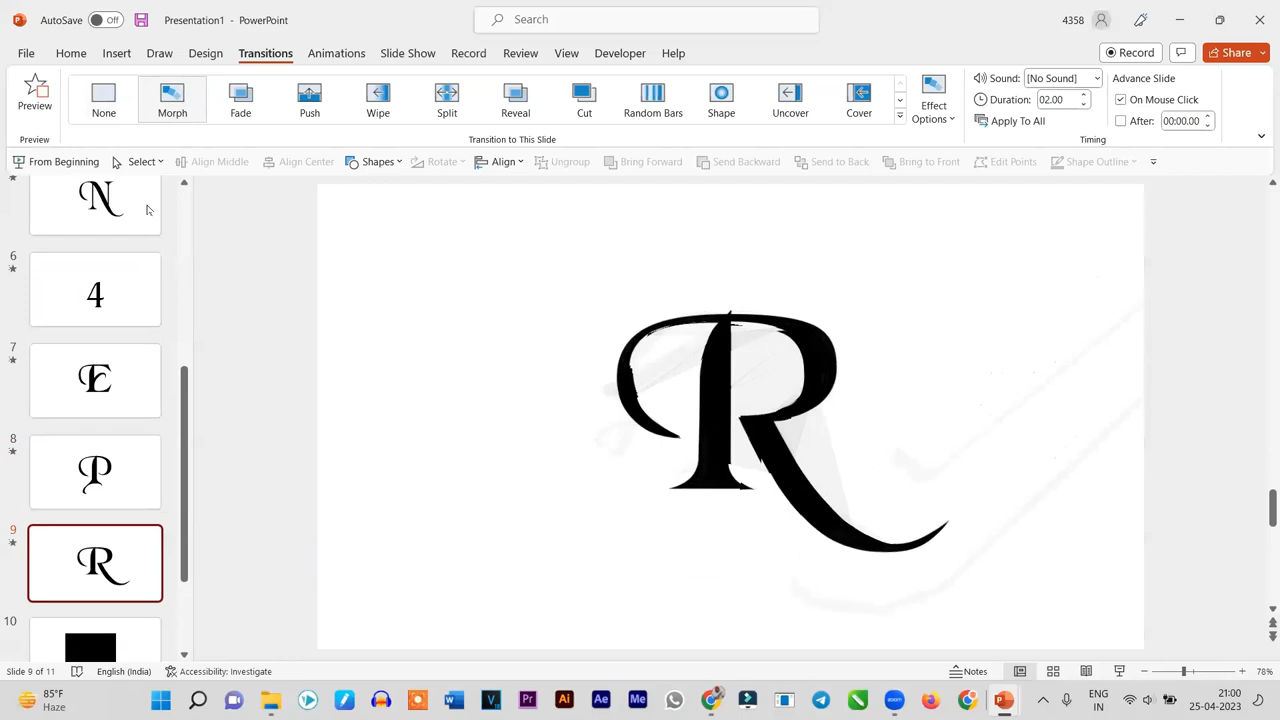 AutoSave Off Presentation1 - PowerPoint Search 4358
File Home Insert Draw Design Transitions Animations Slide Show Record Review View Developer Help Record Share
Preview None Morph Fade Push Wipe Split Reveal Cut Random Bars Shape Uncover Cover Effect Options
Sound: [No Sound] Advance Slide
Duration: 02.00 On Mouse Click
Apply To All After: 00:00.00
Preview Transition to This Slide Timing
From Beginning Select Align Middle Align Center Shapes Rotate Align Ungroup Bring Forward Send Backward Send to Back Bring to Front Edit Points Shape Outline
N
6
4
7
E
8
P
9
R
10
R
Slide 9 of 11 English (India) Accessibility: Investigate Notes 78%
85°F
Haze
ENG
IN
21:00
25-04-2023